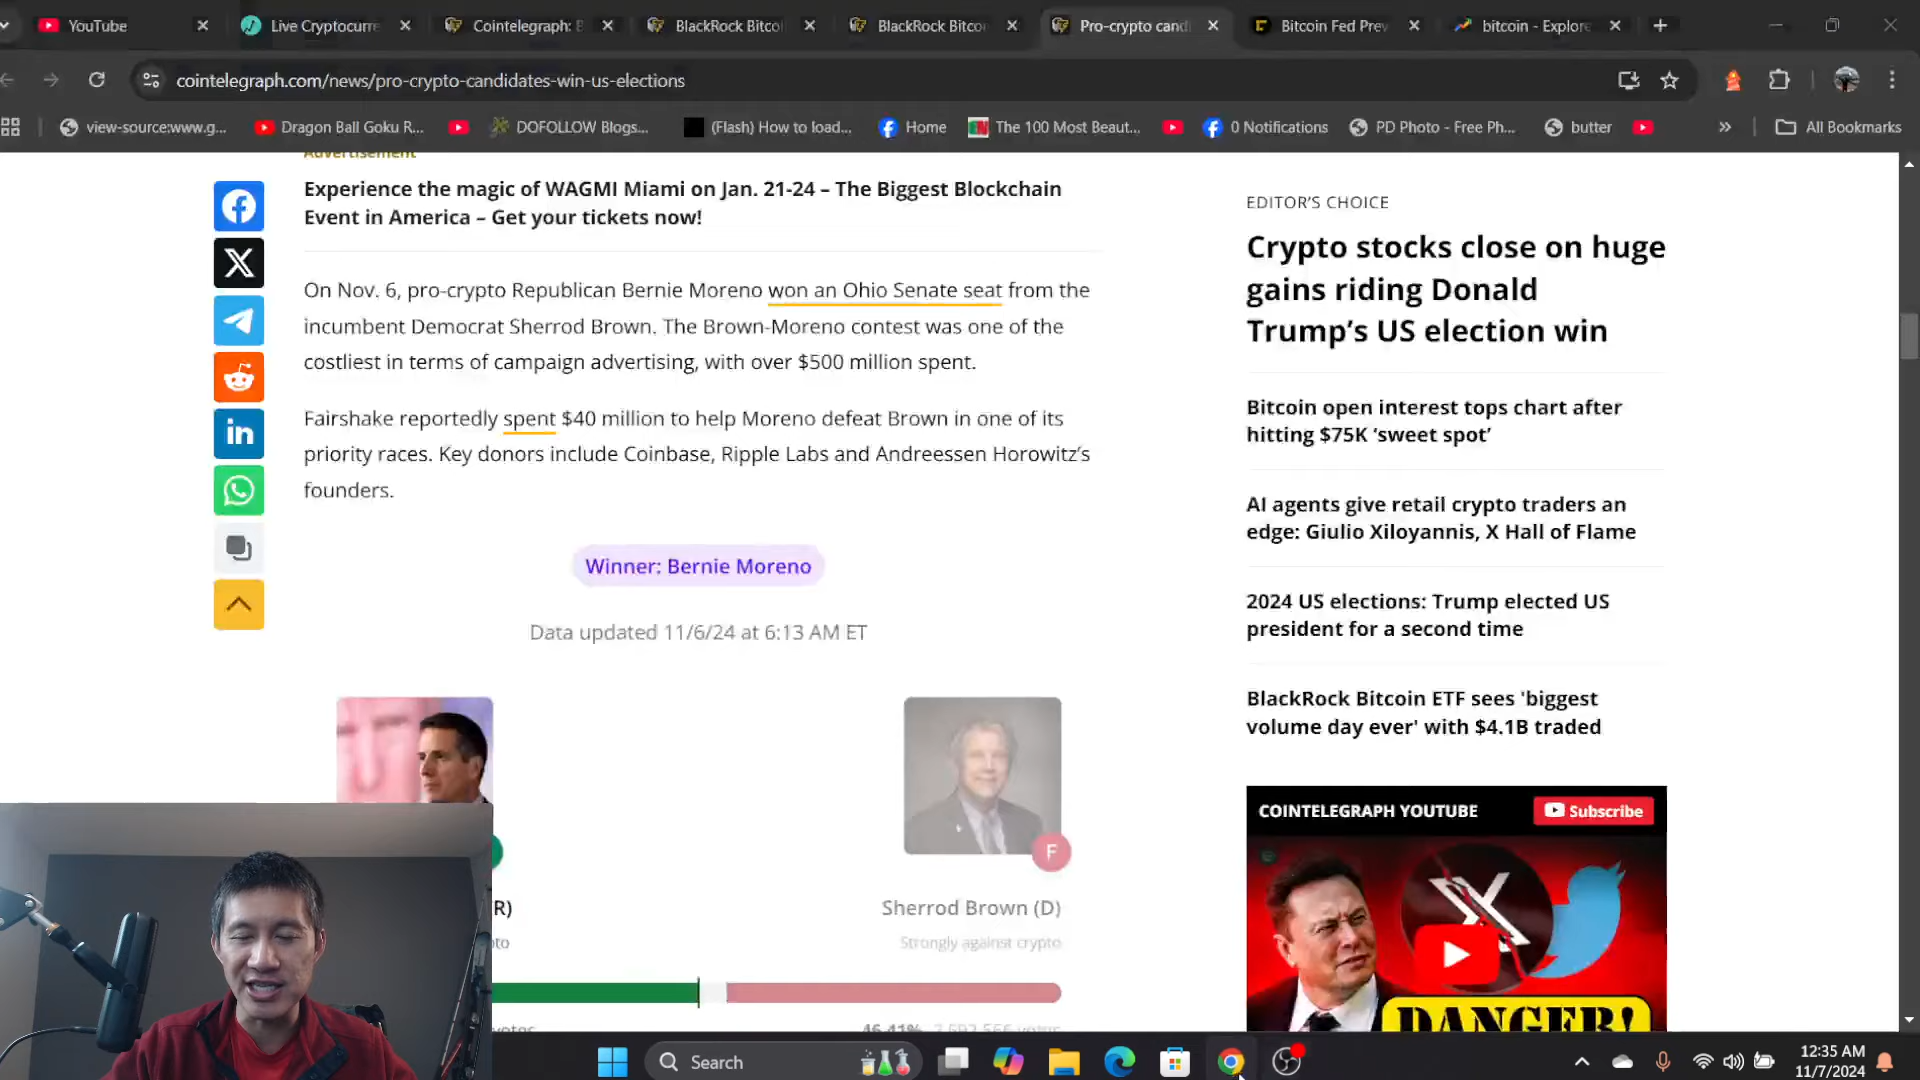 YouTube
Live Cryptocurr
Cointelegraph: B
BlackRock Bitcoi
BlackRock Bitco
Pro-crypto candi
Bitcoin Fed Prev
bitcoin - Explore
cointelegraph.com/news/pro-crypto-candidates-win-us-elections
view-source:www.g...
Dragon Ball Goku R...
DOFOLLOW Blogs...
(Flash) How to load...
Home
The 100 Most Beaut...
0 Notifications
PD Photo - Free Ph...
butter
All Bookmarks
Advertisement
Experience the magic of WAGMI Miami on Jan. 21-24 – The Biggest Blockchain
Event in America – Get your tickets now!
On Nov. 6, pro-crypto Republican Bernie Moreno won an Ohio Senate seat from the
incumbent Democrat Sherrod Brown. The Brown-Moreno contest was one of the
costliest in terms of campaign advertising, with over $500 million spent.
Fairshake reportedly spent $40 million to help Moreno defeat Brown in one of its
priority races. Key donors include Coinbase, Ripple Labs and Andreessen Horowitz’s
founders.
Winner: Bernie Moreno
Data updated 11/6/24 at 6:13 AM ET
F
R)
Sherrod Brown (D)
pto
Strongly against crypto
votes
46.41%
votes
EDITOR’S CHOICE
Crypto stocks close on huge
gains riding Donald
Trump’s US election win
Bitcoin open interest tops chart after
hitting $75K ‘sweet spot’
AI agents give retail crypto traders an
edge: Giulio Xiloyannis, X Hall of Flame
2024 US elections: Trump elected US
president for a second time
BlackRock Bitcoin ETF sees 'biggest
volume day ever' with $4.1B traded
COINTELEGRAPH YOUTUBE
Subscribe
DANGER!
Search
12:35 AM
11/7/2024